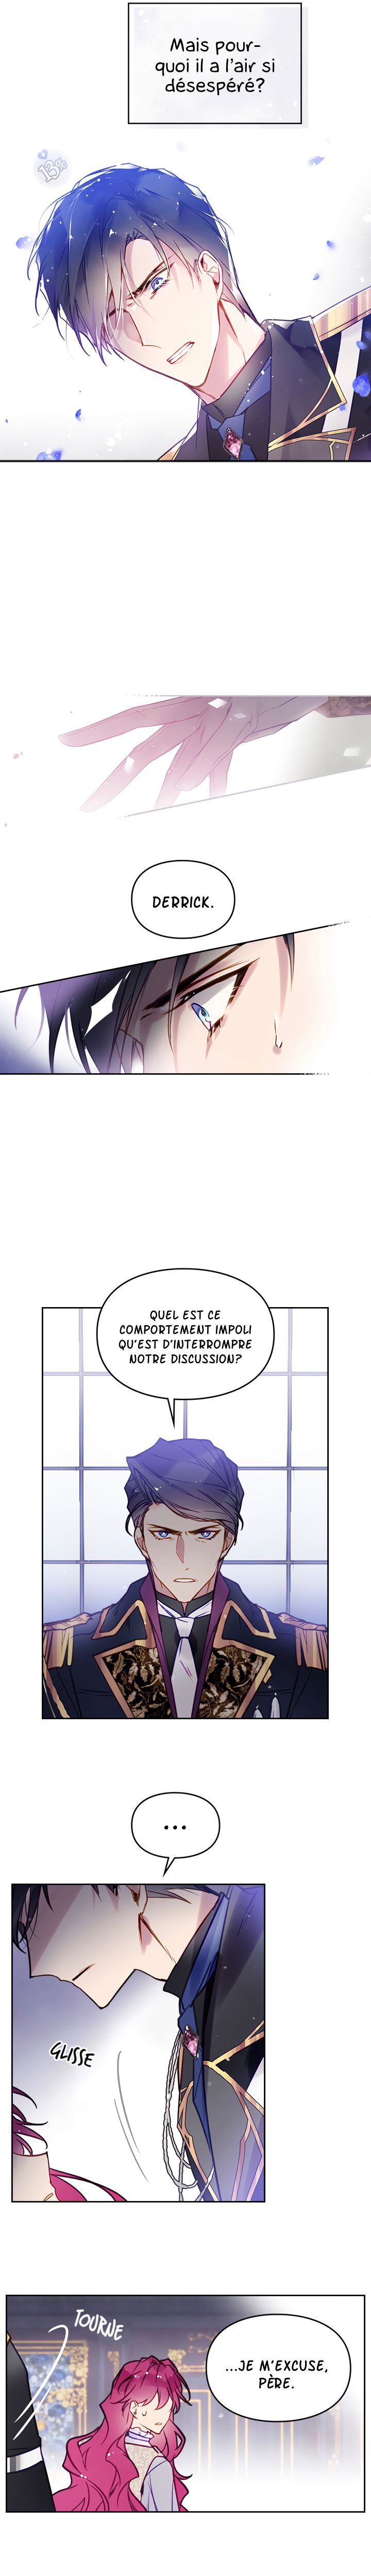 Mais pour-
quoi il a l'air si
désespéré?
13%
DERRICK.
QUEL EST CE
COMPORTEMENT IMPOLI
QU'EST D'INTERROMPRE
NOTRE DISCUSSION?
...
GLISSE
TOURNE
...JE M'EXCUSE,
PÈRE.